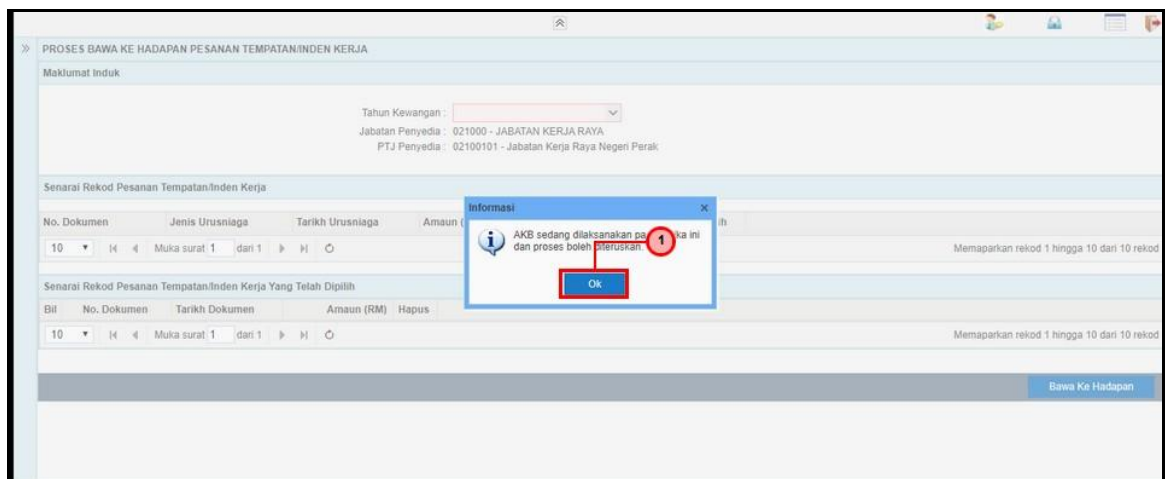 PROSES BAWA KE HADAPAN PESANAN TEMPATAN/INDEN KERJA
Maklumat Induk
Tahun Kewangan :
Jabatan Penyedia : 021000 - JABATAN KERJA RAYA
PTJ Penyedia : 02100101 - Jabatan Kerja Raya Negeri Perak
Senarai Rekod Pesanan Tempatan/Inden Kerja
No. Dokumen Jenis Urusniaga Tarikh Urusniaga Amaun (
Informasi
AKB sedang dilaksanakan ini
dan proses boleh diteruskan.
1
Ok
10 Muka surat 1 dari 1 Memaparkan rekod 1 hingga 10 dari 10 rekod
Senarai Rekod Pesanan Tempatan/Inden Kerja Yang Telah Dipilih
Bil No. Dokumen Tarikh Dokumen Amaun (RM) Hapus
10 Muka surat 1 dari 1 Memaparkan rekod 1 hingga 10 dari 10 rekod
Bawa Ke Hadapan